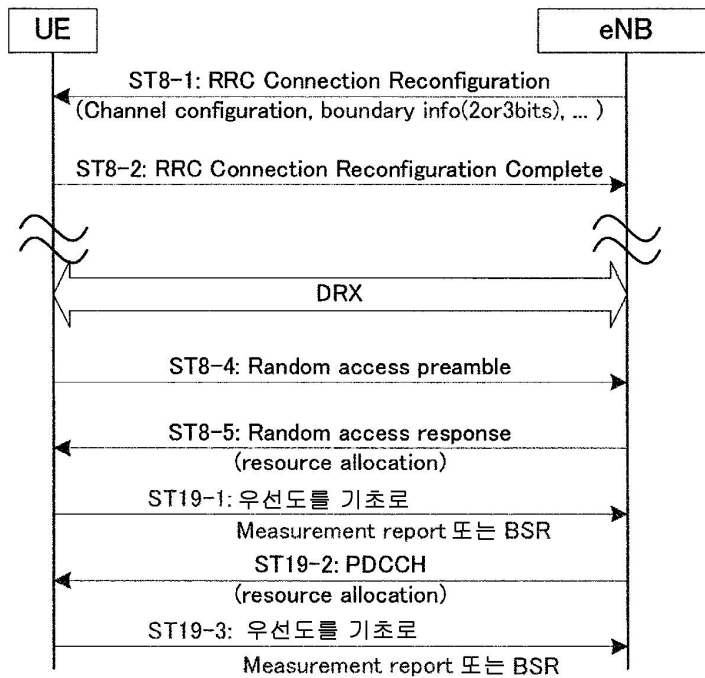 UE eNB
ST8-1: RRC Connection Reconfiguration
(Channel configuration, boundary info(2or3bits), ... )
ST8-2: RRC Connection Reconfiguration Complete
DRX
ST8-4: Random access preamble
ST8-5: Random access response
(resource allocation)
ST19-1: 우선도를 기초로
Measurement report 또는 BSR
ST19-2: PDCCH
(resource allocation)
ST19-3: 우선도를 기초로
Measurement report 또는 BSR